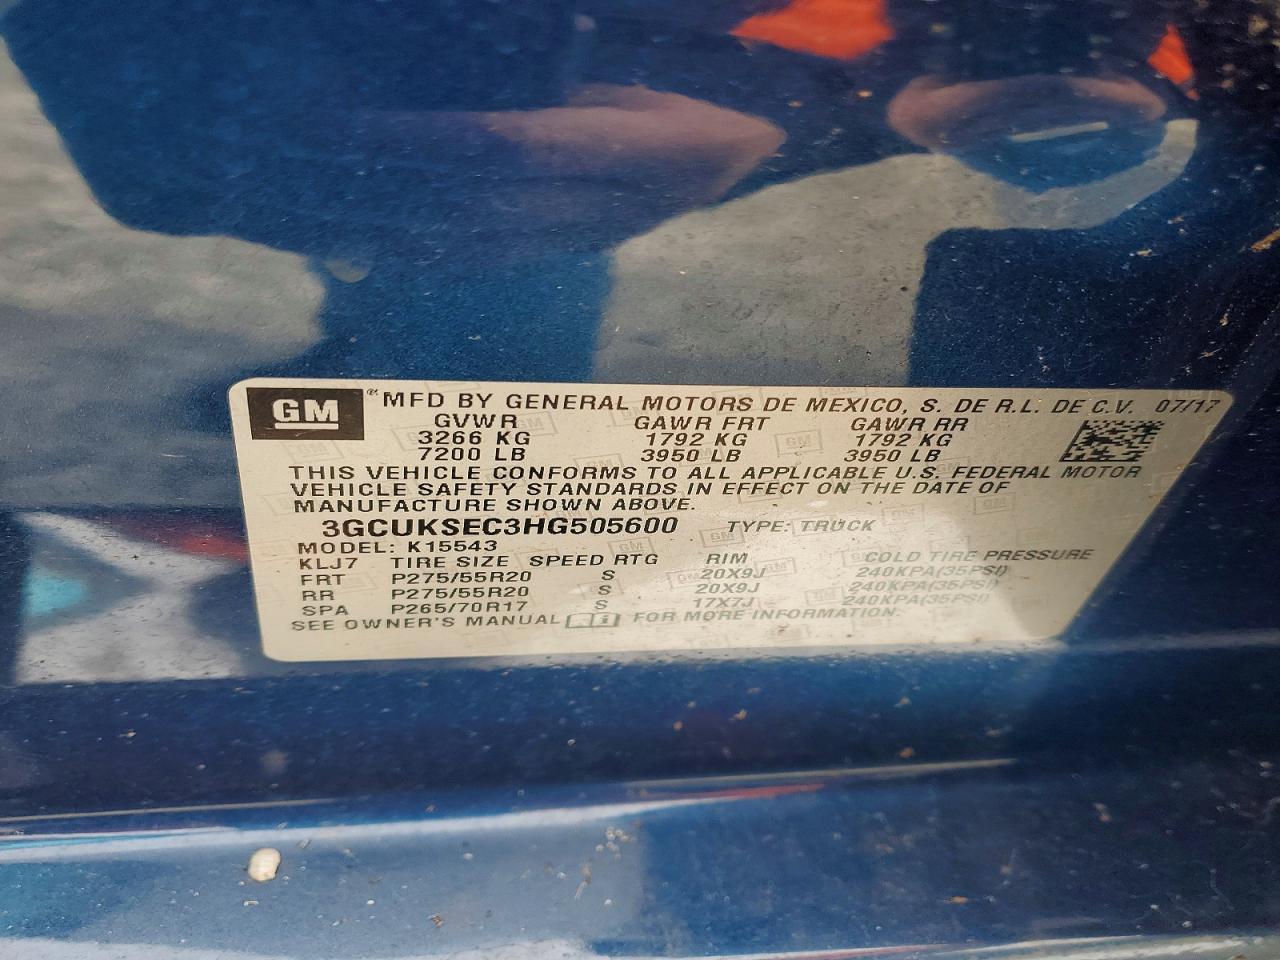 GM ® MFD BY GENERAL MOTORS DE MEXICO, S. DE R.L. DE C.V. 07/17
GVWR GAWR FRT GAWR RR
3266 KG 1792 KG 1792 KG
7200 LB 3950 LB 3950 LB
THIS VEHICLE CONFORMS TO ALL APPLICABLE U.S. FEDERAL MOTOR
VEHICLE SAFETY STANDARDS IN EFFECT ON THE DATE OF
MANUFACTURE SHOWN ABOVE.
3GCUKSEC3HG505600 TYPE: TRUCK
MODEL: K15543
KLJ7 TIRE SIZE SPEED RTG RIM COLD TIRE PRESSURE
FRT P275/55R20 S 20X9J 240KPA(35PSI)
RR P275/55R20 S 20X9J 240KPA(35PSI)
SPA P265/70R17 S 17X7J 240KPA(35PSI)
SEE OWNER'S MANUAL FOR MORE INFORMATION.